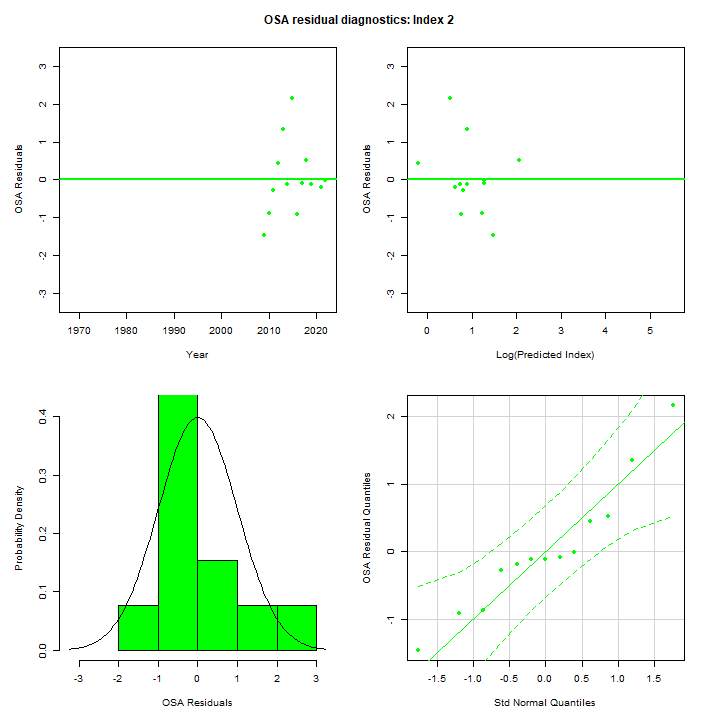 OSA residual diagnostics: Index 2
OSA Residuals
3
2
1
0
-1
-2
-3
1970 1980 1990 2000 2010 2020
Year
OSA Residuals
3
2
1
0
-1
-2
-3
0 1 2 3 4 5
Log(Predicted Index)
Probability Density
0.4
0.3
0.2
0.1
0.0
-3 -2 -1 0 1 2 3
OSA Residuals
OSA Residual Quantiles
2
1
0
-1
-1.5 -1.0 -0.5 0.0 0.5 1.0 1.5
Std Normal Quantiles